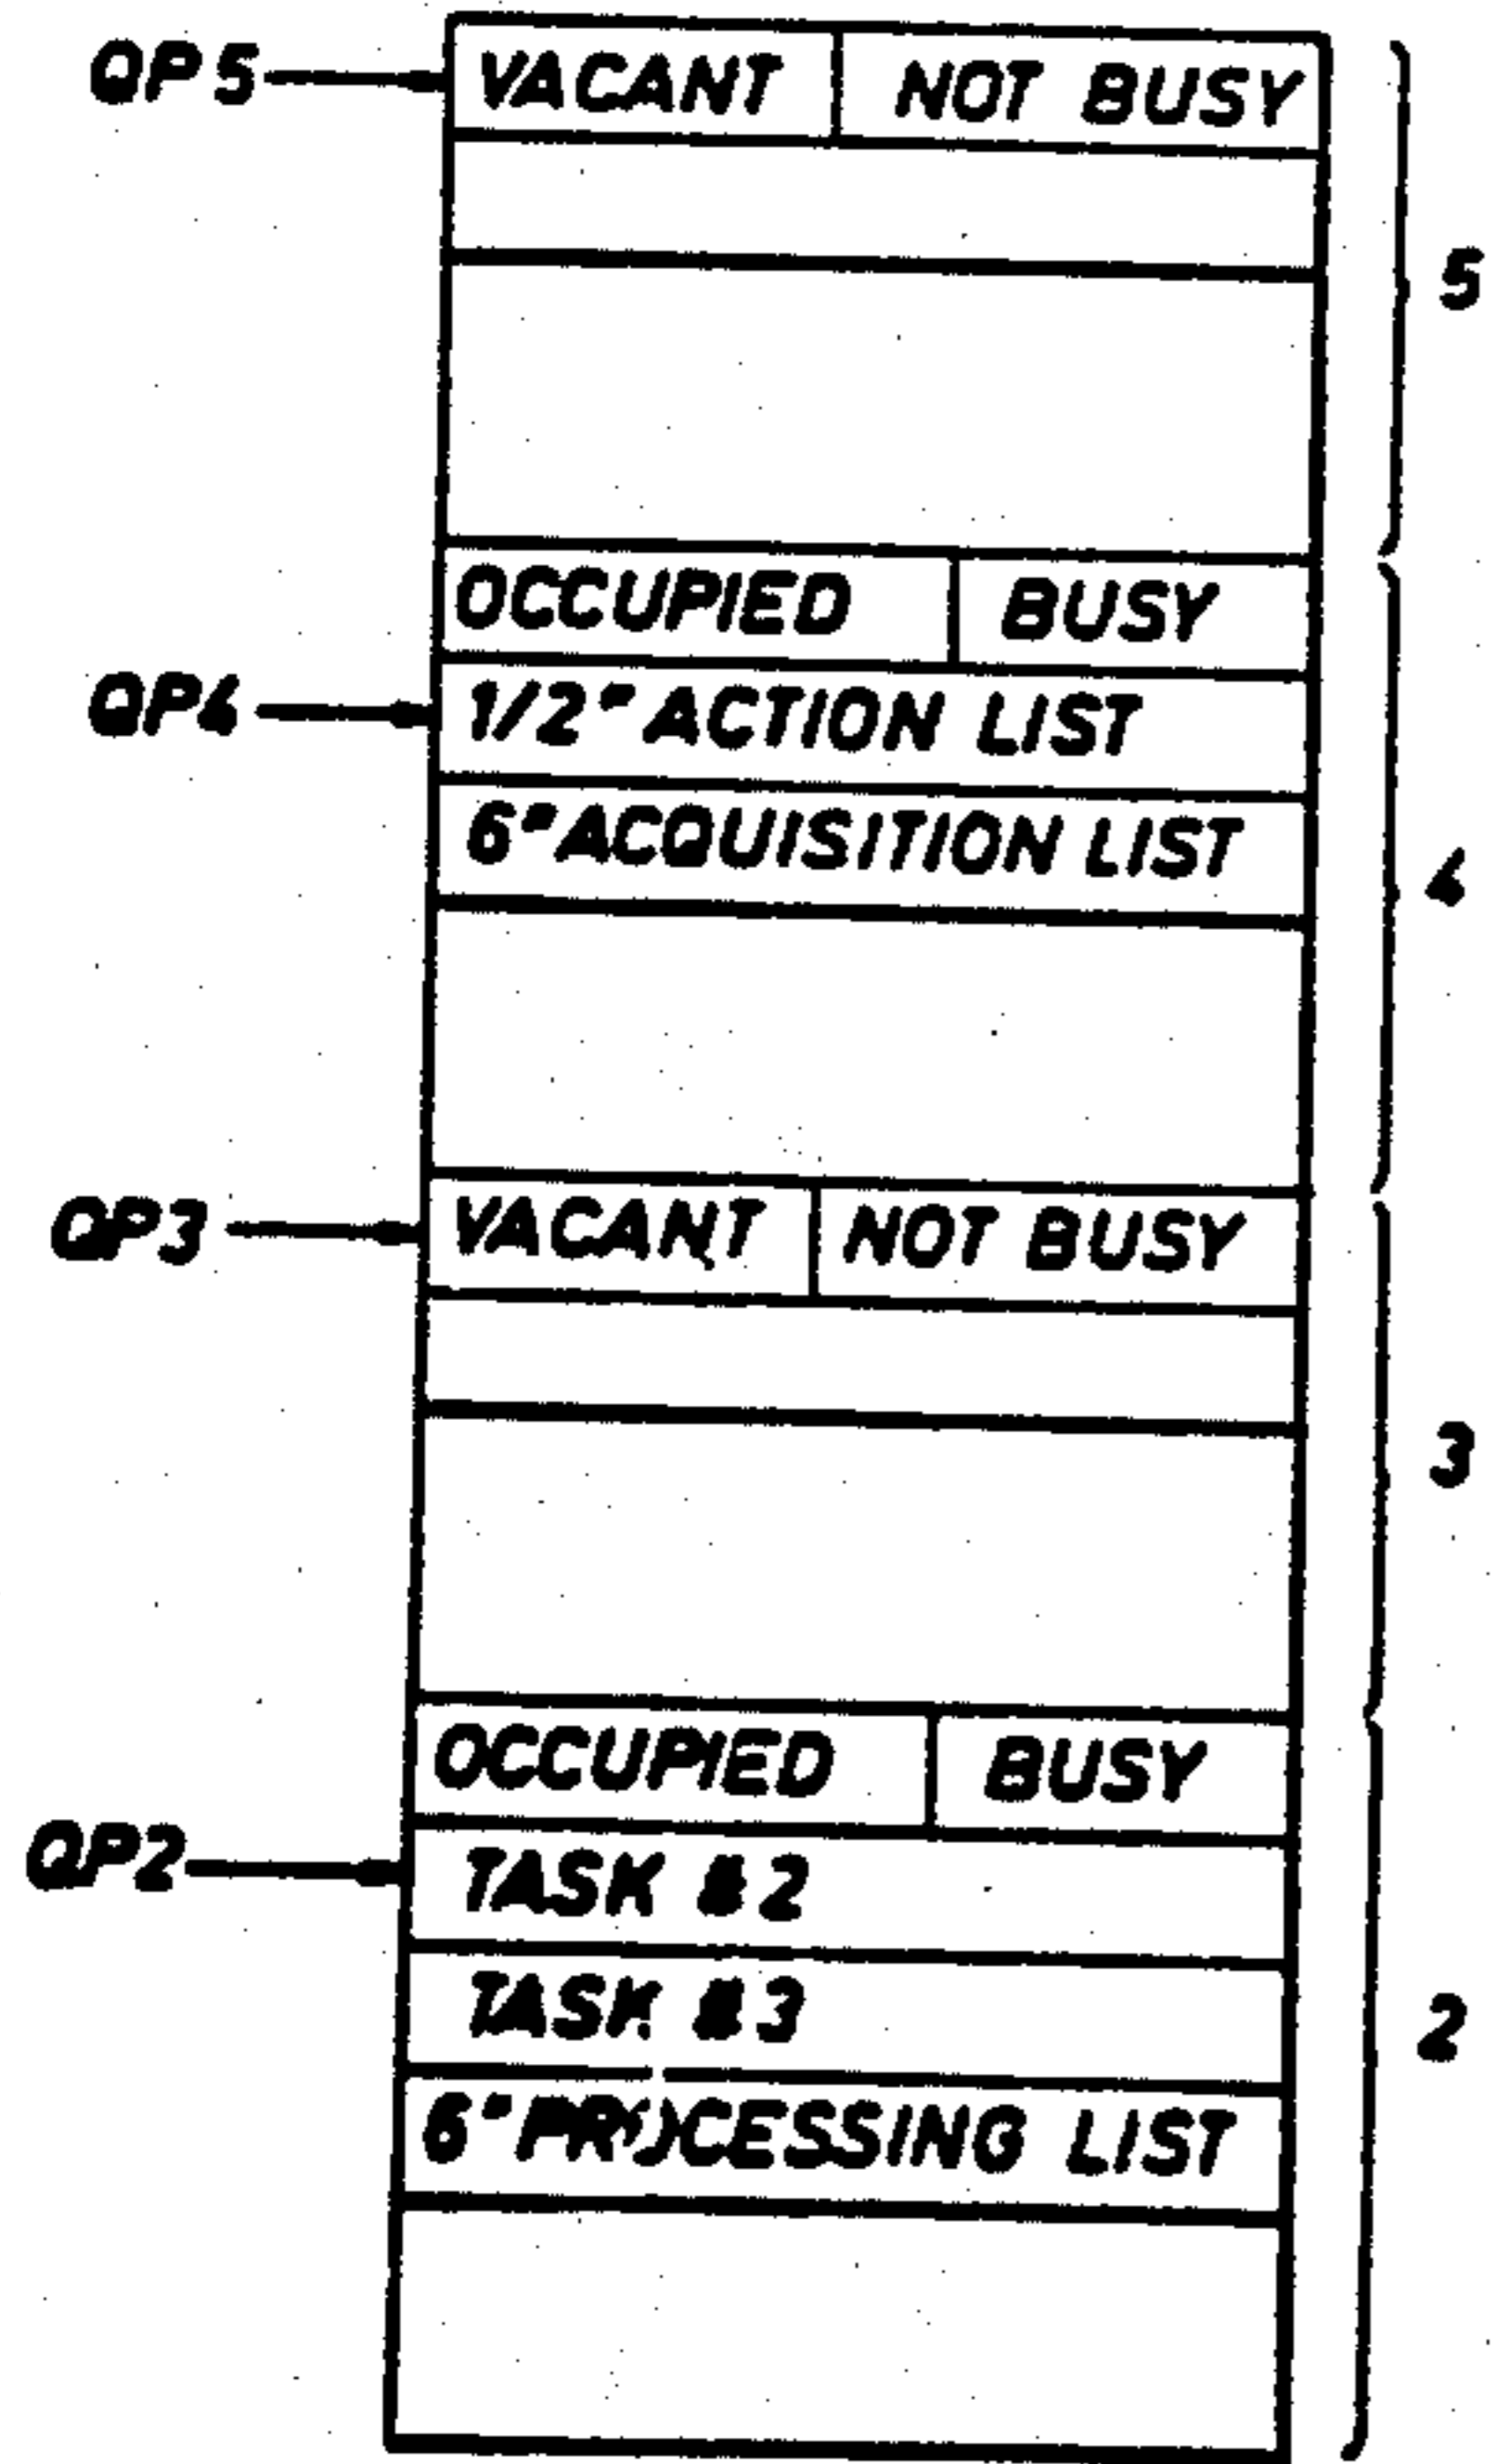 QP5 VACANT NOT BUSY
5
OCCUPIED BUSY
QP4 1/2" ACTION LIST
6" ACQUISITION LIST
4
QP3 VACANT NOT BUSY
3
OCCUPIED BUSY
QP2 TASK #2
TASK #3
2
6" PROCESSING LIST